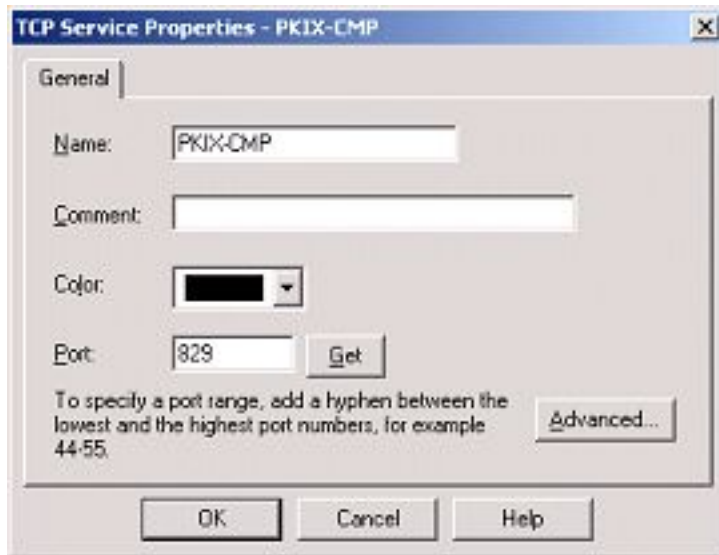 TCP Service Properties - PKIX-CMP
General
Name: PKIX-CMP
Comment:
Color:
Port: 829 Get
To specify a port range, add a hyphen between the
lowest and the highest port numbers, for example
44-55.
Advanced...
OK Cancel Help